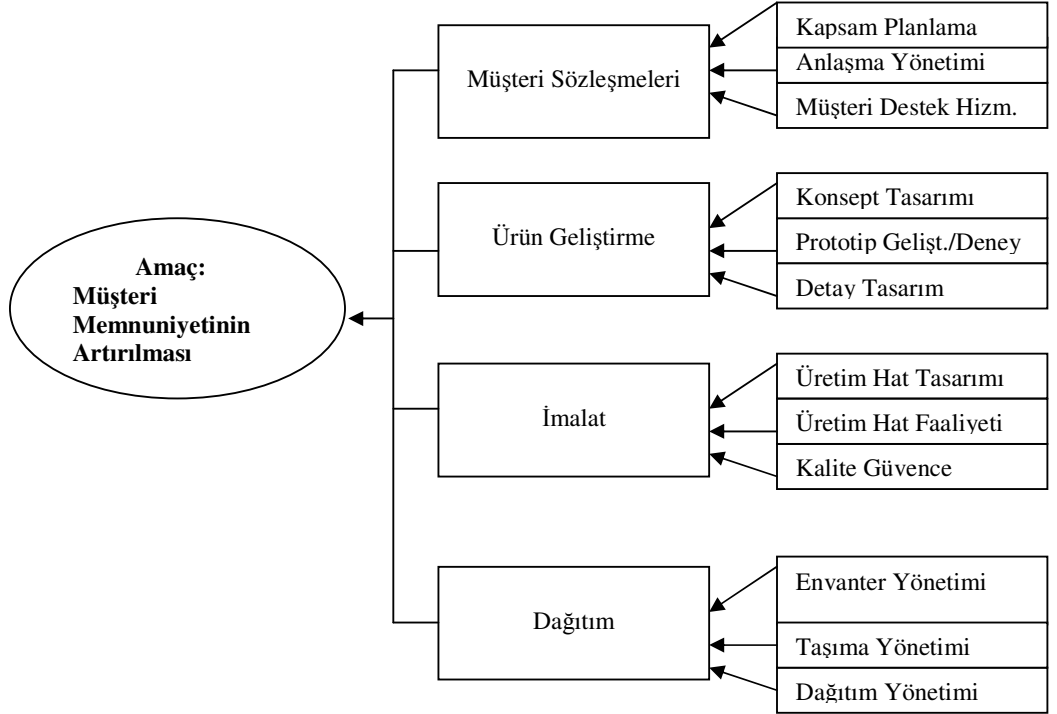 Amaç:
Müşteri
Memnuniyetinin
Artırılması
Müşteri Sözleşmeleri
Kapsam Planlama
Anlaşma Yönetimi
Müşteri Destek Hizm.
Ürün Geliştirme
Konsept Tasarımı
Prototip Gelişt./Deney
Detay Tasarım
İmalat
Üretim Hat Tasarımı
Üretim Hat Faaliyeti
Kalite Güvence
Dağıtım
Envanter Yönetimi
Taşıma Yönetimi
Dağıtım Yönetimi